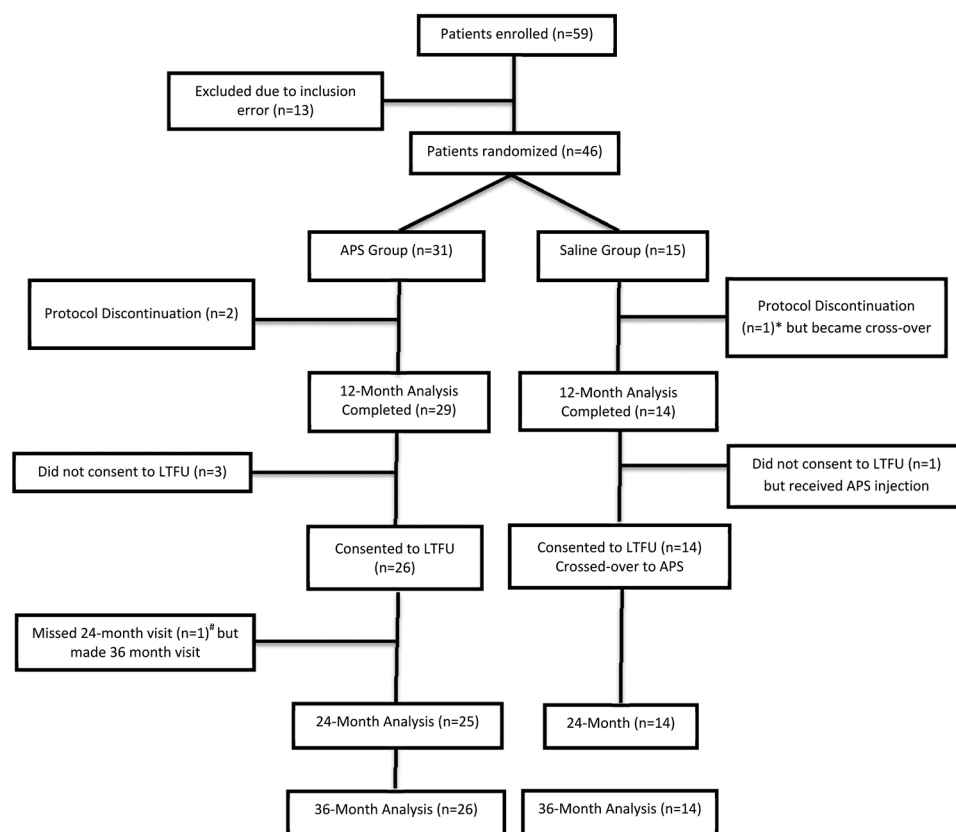 Patients enrolled (n=59)
Excluded due to inclusion
error (n=13)
Patients randomized (n=46)
APS Group (n=31)
Saline Group (n=15)
Protocol Discontinuation (n=2)
Protocol Discontinuation
(n=1)* but became cross-over
12-Month Analysis
Completed (n=29)
12-Month Analysis
Completed (n=14)
Did not consent to LTFU (n=3)
Did not consent to LTFU (n=1)
but received APS injection
Consented to LTFU
(n=26)
Consented to LTFU (n=14)
Crossed-over to APS
Missed 24-month visit (n=1)# but
made 36 month visit
24-Month Analysis (n=25)
24-Month (n=14)
36-Month Analysis (n=26)
36-Month Analysis (n=14)